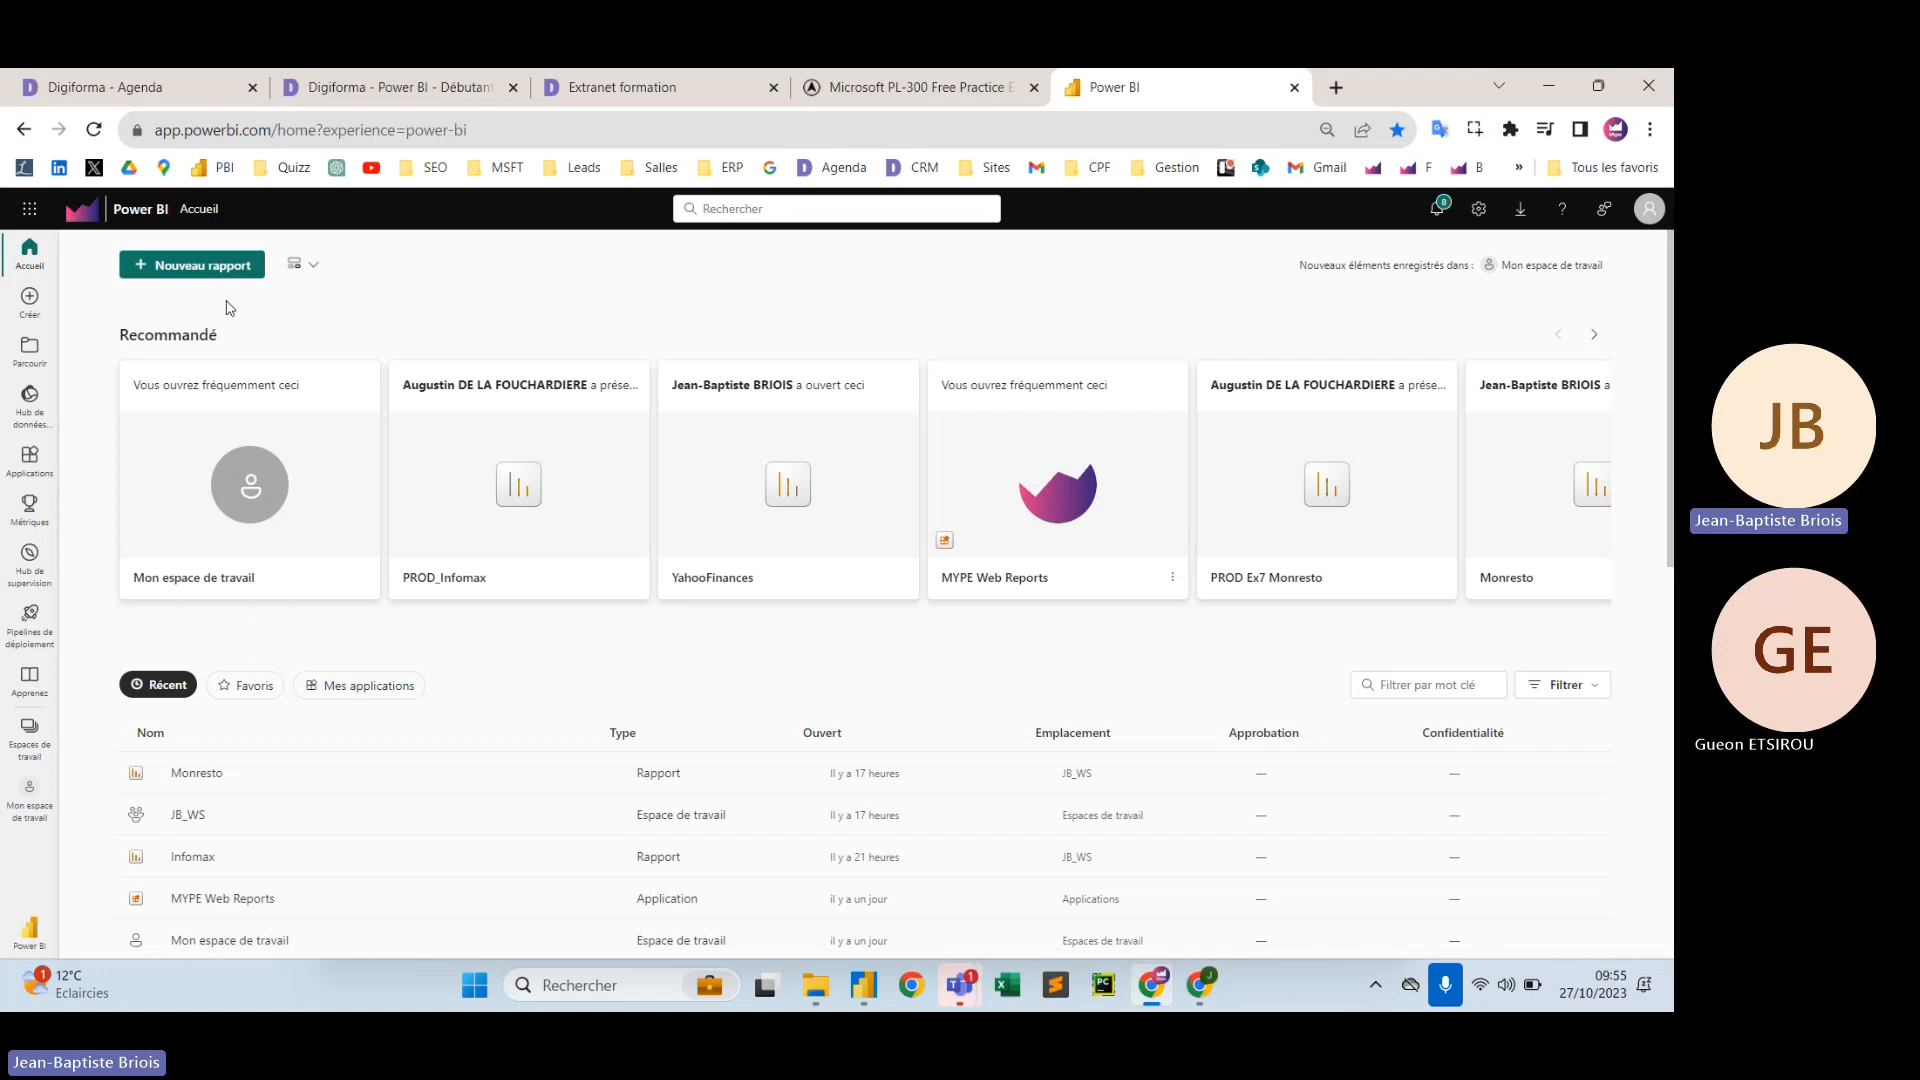 Digiforma - Agenda
Digiforma - Power BI - Débutant
Extranet formation
Microsoft PL-300 Free Practice E
Power BI
app.powerbi.com/home?experience=power-bi
PBI
Quizz
SEO
MSFT
Leads
Salles
ERP
Agenda
CRM
Sites
CPF
Gestion
Gmail
F
B
»
Tous les favoris
Power BI
Accueil
Rechercher
8
Accueil
Créer
Parcourir
Hub de
données...
Applications
Métriques
Hub de
supervision
Pipelines de
déploiement
Apprenez
Espaces de
travail
Mon espace
de travail
Power BI
+ Nouveau rapport
Nouveaux éléments enregistrés dans :
Mon espace de travail
Recommandé
Vous ouvrez fréquemment ceci
Mon espace de travail
Augustin DE LA FOUCHARDIERE a prése...
PROD_Infomax
Jean-Baptiste BRIOIS a ouvert ceci
YahooFinances
Vous ouvrez fréquemment ceci
MYPE Web Reports
Augustin DE LA FOUCHARDIERE a prése...
PROD Ex7 Monresto
Jean-Baptiste BRIOIS a
Monresto
Récent
Favoris
Mes applications
Filtrer par mot clé
Filtrer
Nom Type Ouvert Emplacement Approbation Confidentialité
Monresto Rapport Il y a 17 heures JB_WS — —
JB_WS Espace de travail Il y a 17 heures Espaces de travail — —
Infomax Rapport Il y a 21 heures JB_WS — —
MYPE Web Reports Application il y a un jour Applications — —
Mon espace de travail Espace de travail il y a un jour Espaces de travail — —
1
12°C
Eclaircies
Rechercher
1
PC
J
09:55
27/10/2023
JB
Jean-Baptiste Briois
GE
Gueon ETSIROU
Jean-Baptiste Briois